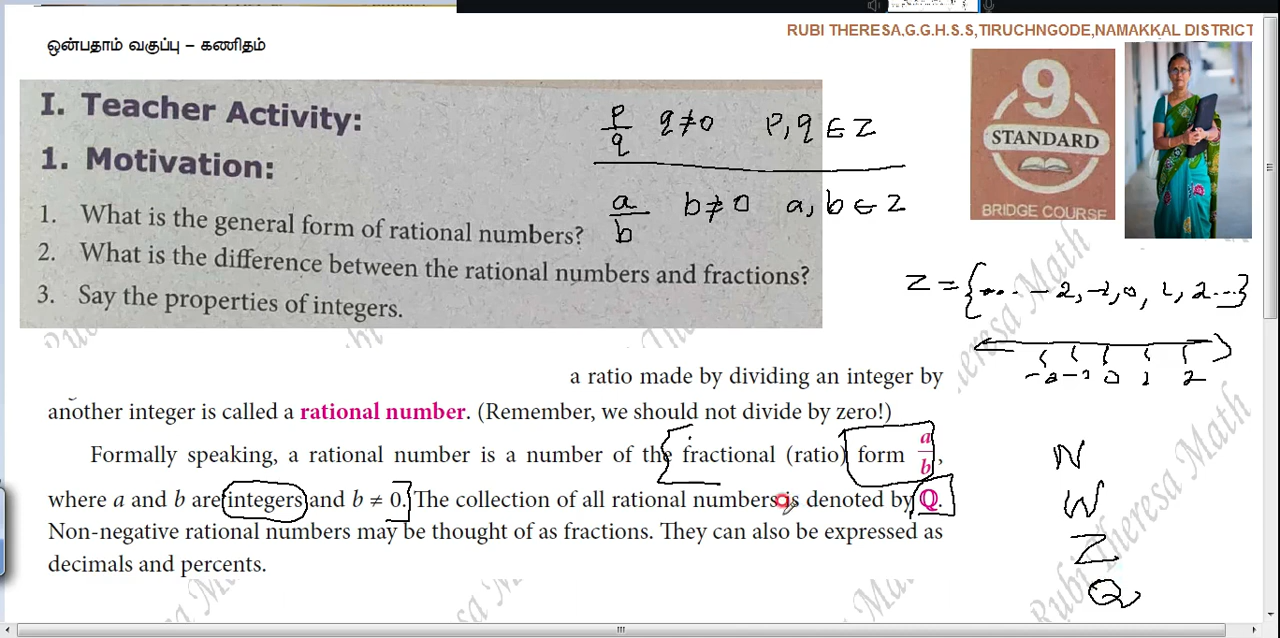 RUBI THERESA.G.G.H.S.S,TIRUCHNGODE,NAMAKKAL DISTRICT
ஒன்பதாம் வகுப்பு – கணிதம்
I. Teacher Activity:
1. Motivation:
1. What is the general form of rational numbers?
2. What is the difference between the rational numbers and fractions?
3. Say the properties of integers.
p/q q≠0 p, q ∈ Z
a/b b≠0 a, b ∈ Z
9
STANDARD
BRIDGE COURSE
Z = {.... -2, -1, 0, 1, 2...}
-2 -1 0 1 2
a ratio made by dividing an integer by
another integer is called a rational number. (Remember, we should not divide by zero!)
Formally speaking, a rational number is a number of the fractional (ratio) form a/b,
where a and b are integers and b ≠ 0. The collection of all rational numbers is denoted by Q.
Non-negative rational numbers may be thought of as fractions. They can also be expressed as
decimals and percents.
N
W
Z
Q
Rubi Theresa Math